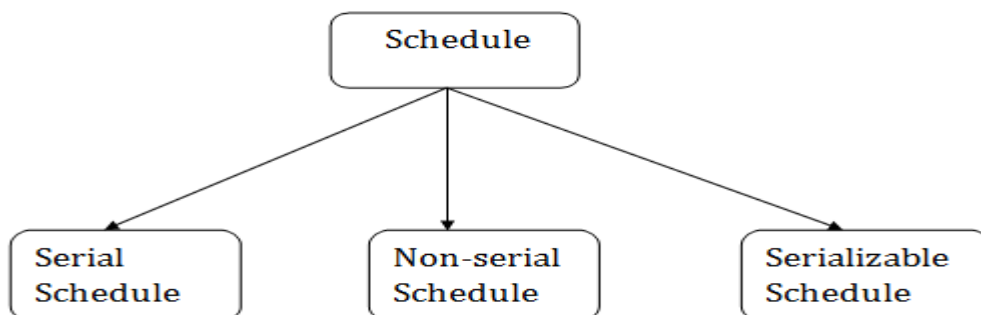 Schedule
Serial
Schedule
Non-serial
Schedule
Serializable
Schedule